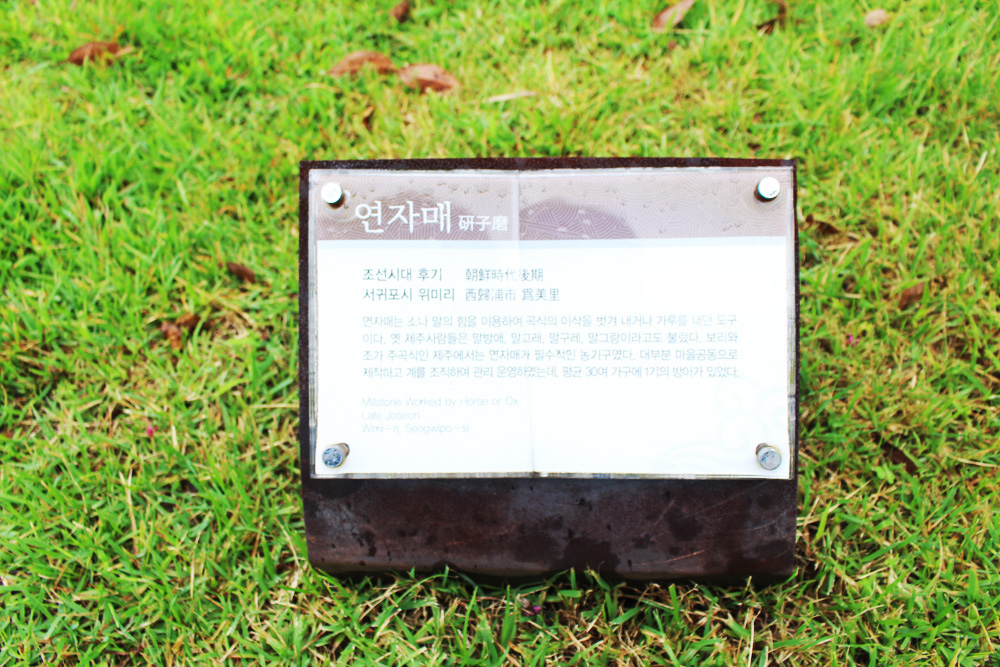 연자매 硏子磨
조선시대 후기 朝鮮時代 後期
서귀포시 위미리 西歸浦市 爲美里
연자매는 소나 말의 힘을 이용하여 곡식의 이삭을 벗겨 내거나 가루를 내던 도구
이다. 옛 제주사람들은 말방애, 말고래, 말구레, 말그랑이라고도 불렀다. 보리와
조가 주곡식인 제주에서는 연자매가 필수적인 농기구였다. 대부분 마을공동으로
제작하고 계를 조직하여 관리 운영하였는데, 평균 30여 가구에 1기의 방아가 있었다.
Millstone Worked by Horse or Ox
Late Joseon
Wimi-ri, Seogwipo-si